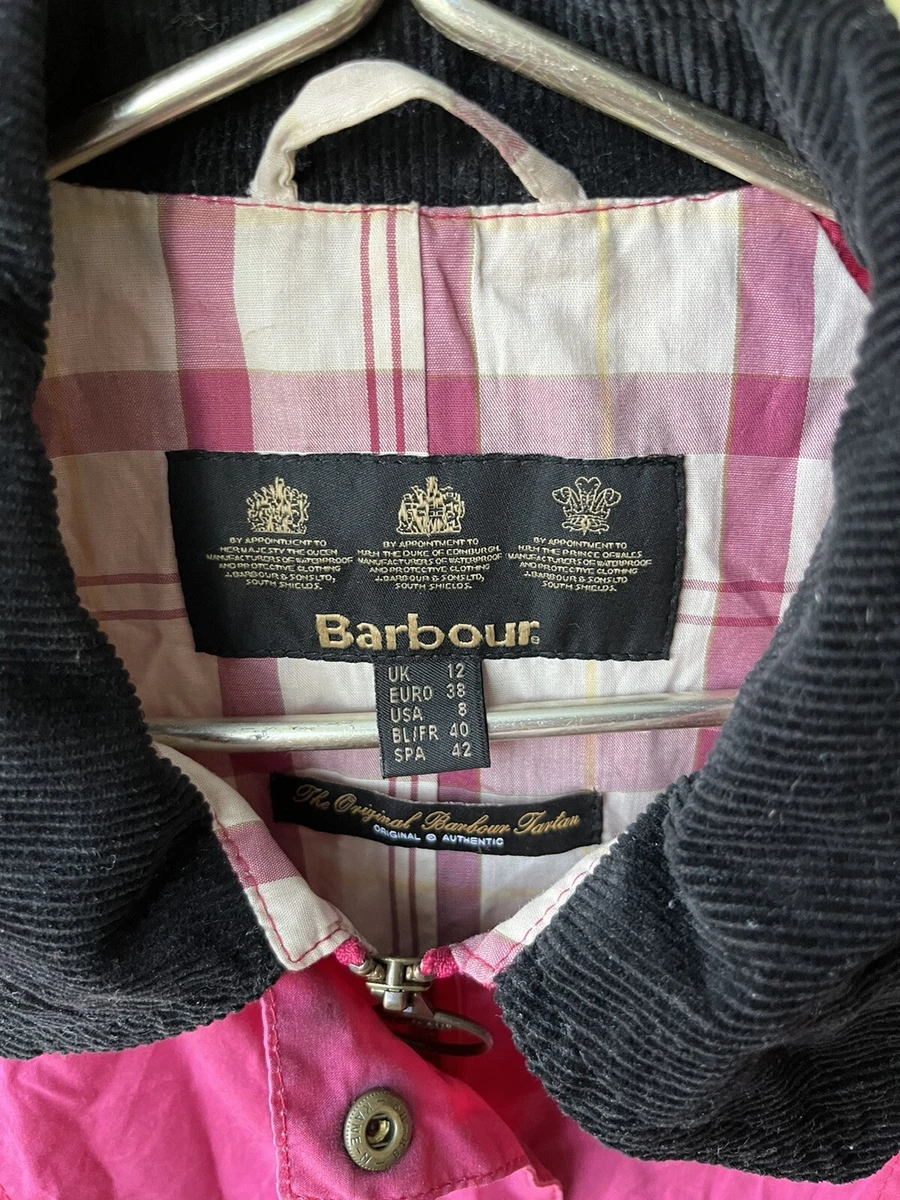 BY APPOINTMENT TO
HER MAJESTY THE QUEEN
MANUFACTURERS OF WATERPROOF
AND PROTECTIVE CLOTHING
J.BARBOUR & SONS LTD,
SOUTH SHIELDS.
BY APPOINTMENT TO
H.R.H THE DUKE OF EDINBURGH.
MANUFACTURERS OF WATERPROOF
AND PROTECTIVE CLOTHING
J.BARBOUR & SONS LTD,
SOUTH SHIELDS.
BY APPOINTMENT TO
H.R.H THE PRINCE OF WALES
MANUFACTURERS OF WATERPROOF
AND PROTECTIVE CLOTHING
J.BARBOUR & SONS LTD,
SOUTH SHIELDS.
Barbour®
UK 12
EURO 38
USA 8
BL/FR 40
SPA 42
The Original Barbour Tartan
ORIGINAL © AUTHENTIC